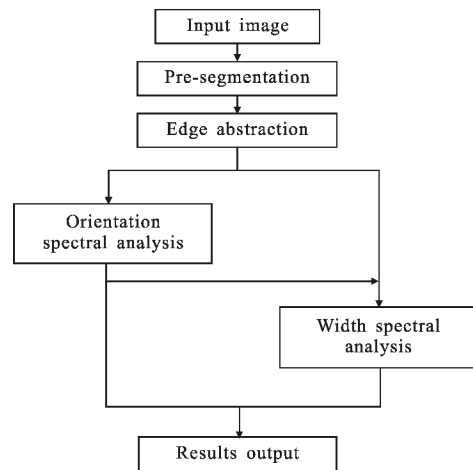 Input image
Pre-segmentation
Edge abstraction
Orientation
spectral analysis
Width spectral
analysis
Results output